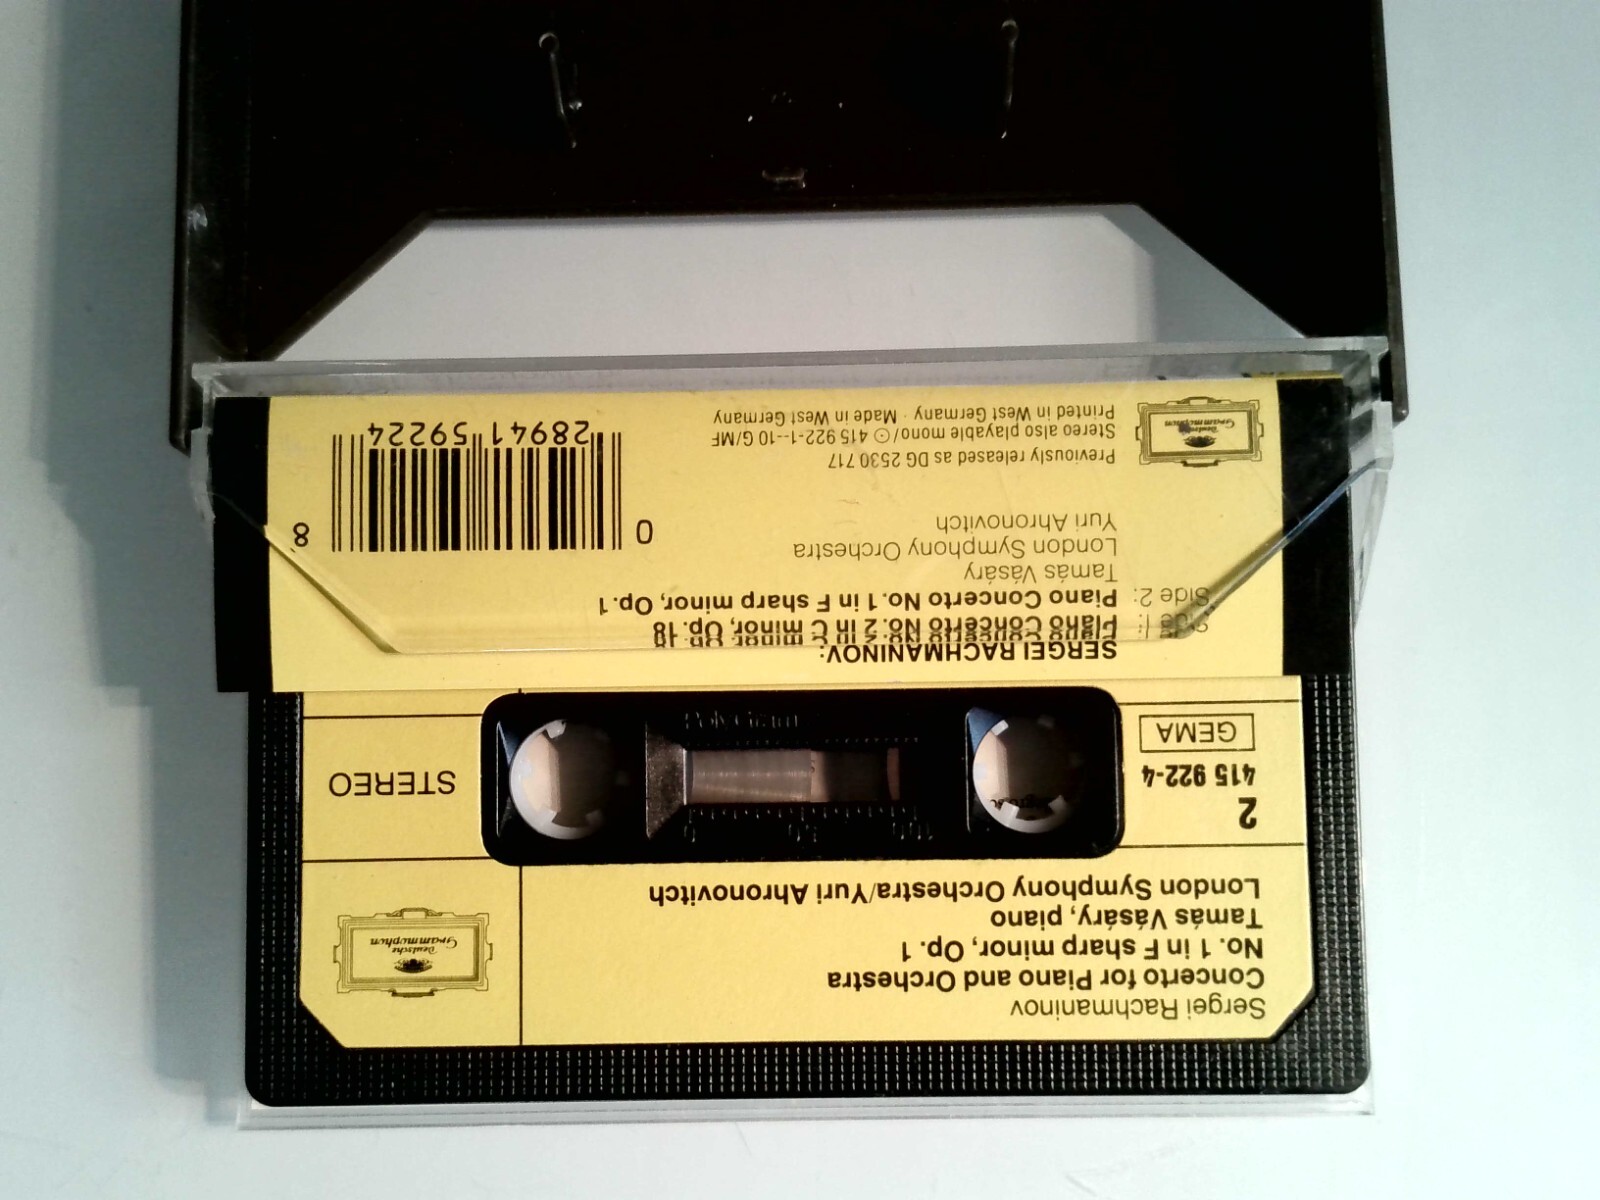 Sergei Rachmaninov
Concerto for Piano and Orchestra
No. 1 in F sharp minor, Op. 1
Tamás Vásáry, piano
London Symphony Orchestra/Yuri Ahronovitch
Deutsche
Grammophon
2
415 922-4
GEMA
STEREO
0 50 100
PolyGram
SERGEI RACHMANINOV:
Side 1: Piano Concerto No. 2 in C minor, Op. 18
Side 2: Piano Concerto No. 1 in F sharp minor, Op. 1
Tamás Vásáry
London Symphony Orchestra
Yuri Ahronovitch
0 28941 59224 8
Previously released as DG 2530 717
Stereo also playable mono/ 415 922-1--10 G/MF
Printed in West Germany · Made in West Germany
Deutsche
Grammophon